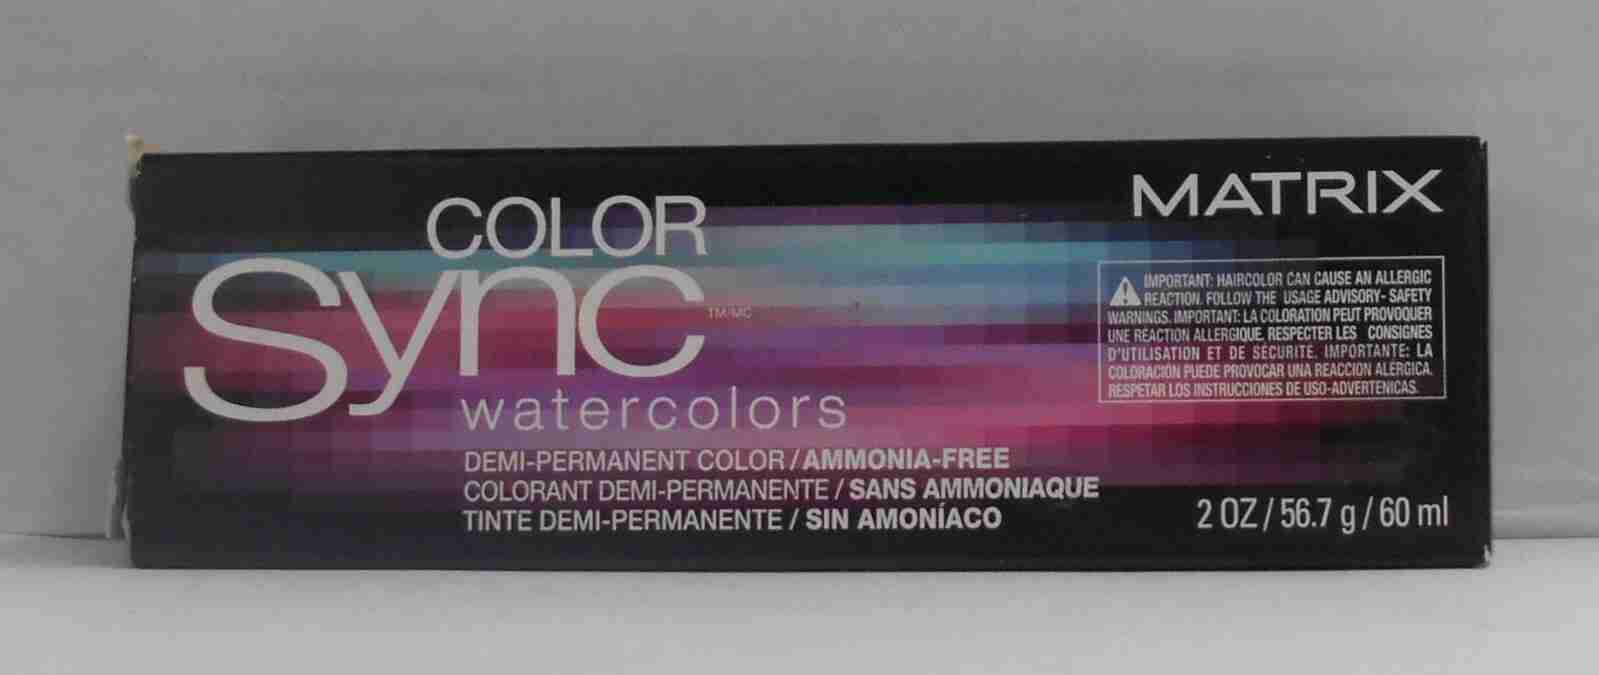 MATRIX
COLOR
Sync TM/MC
watercolors
DEMI-PERMANENT COLOR / AMMONIA-FREE
COLORANT DEMI-PERMANENTE / SANS AMMONIAQUE
TINTE DEMI-PERMANENTE / SIN AMONÍACO
IMPORTANT: HAIRCOLOR CAN CAUSE AN ALLERGIC
REACTION. FOLLOW THE USAGE ADVISORY- SAFETY
WARNINGS. IMPORTANT: LA COLORATION PEUT PROVOQUER
UNE RÉACTION ALLERGIQUE. RESPECTER LES CONSIGNES
D'UTILISATION ET DE SÉCURITÉ. IMPORTANTE: LA
COLORACIÓN PUEDE PROVOCAR UNA REACCION ALÉRGICA.
RESPETAR LOS INSTRUCCIONES DE USO-ADVERTENICAS.
2 OZ / 56.7 g / 60 ml